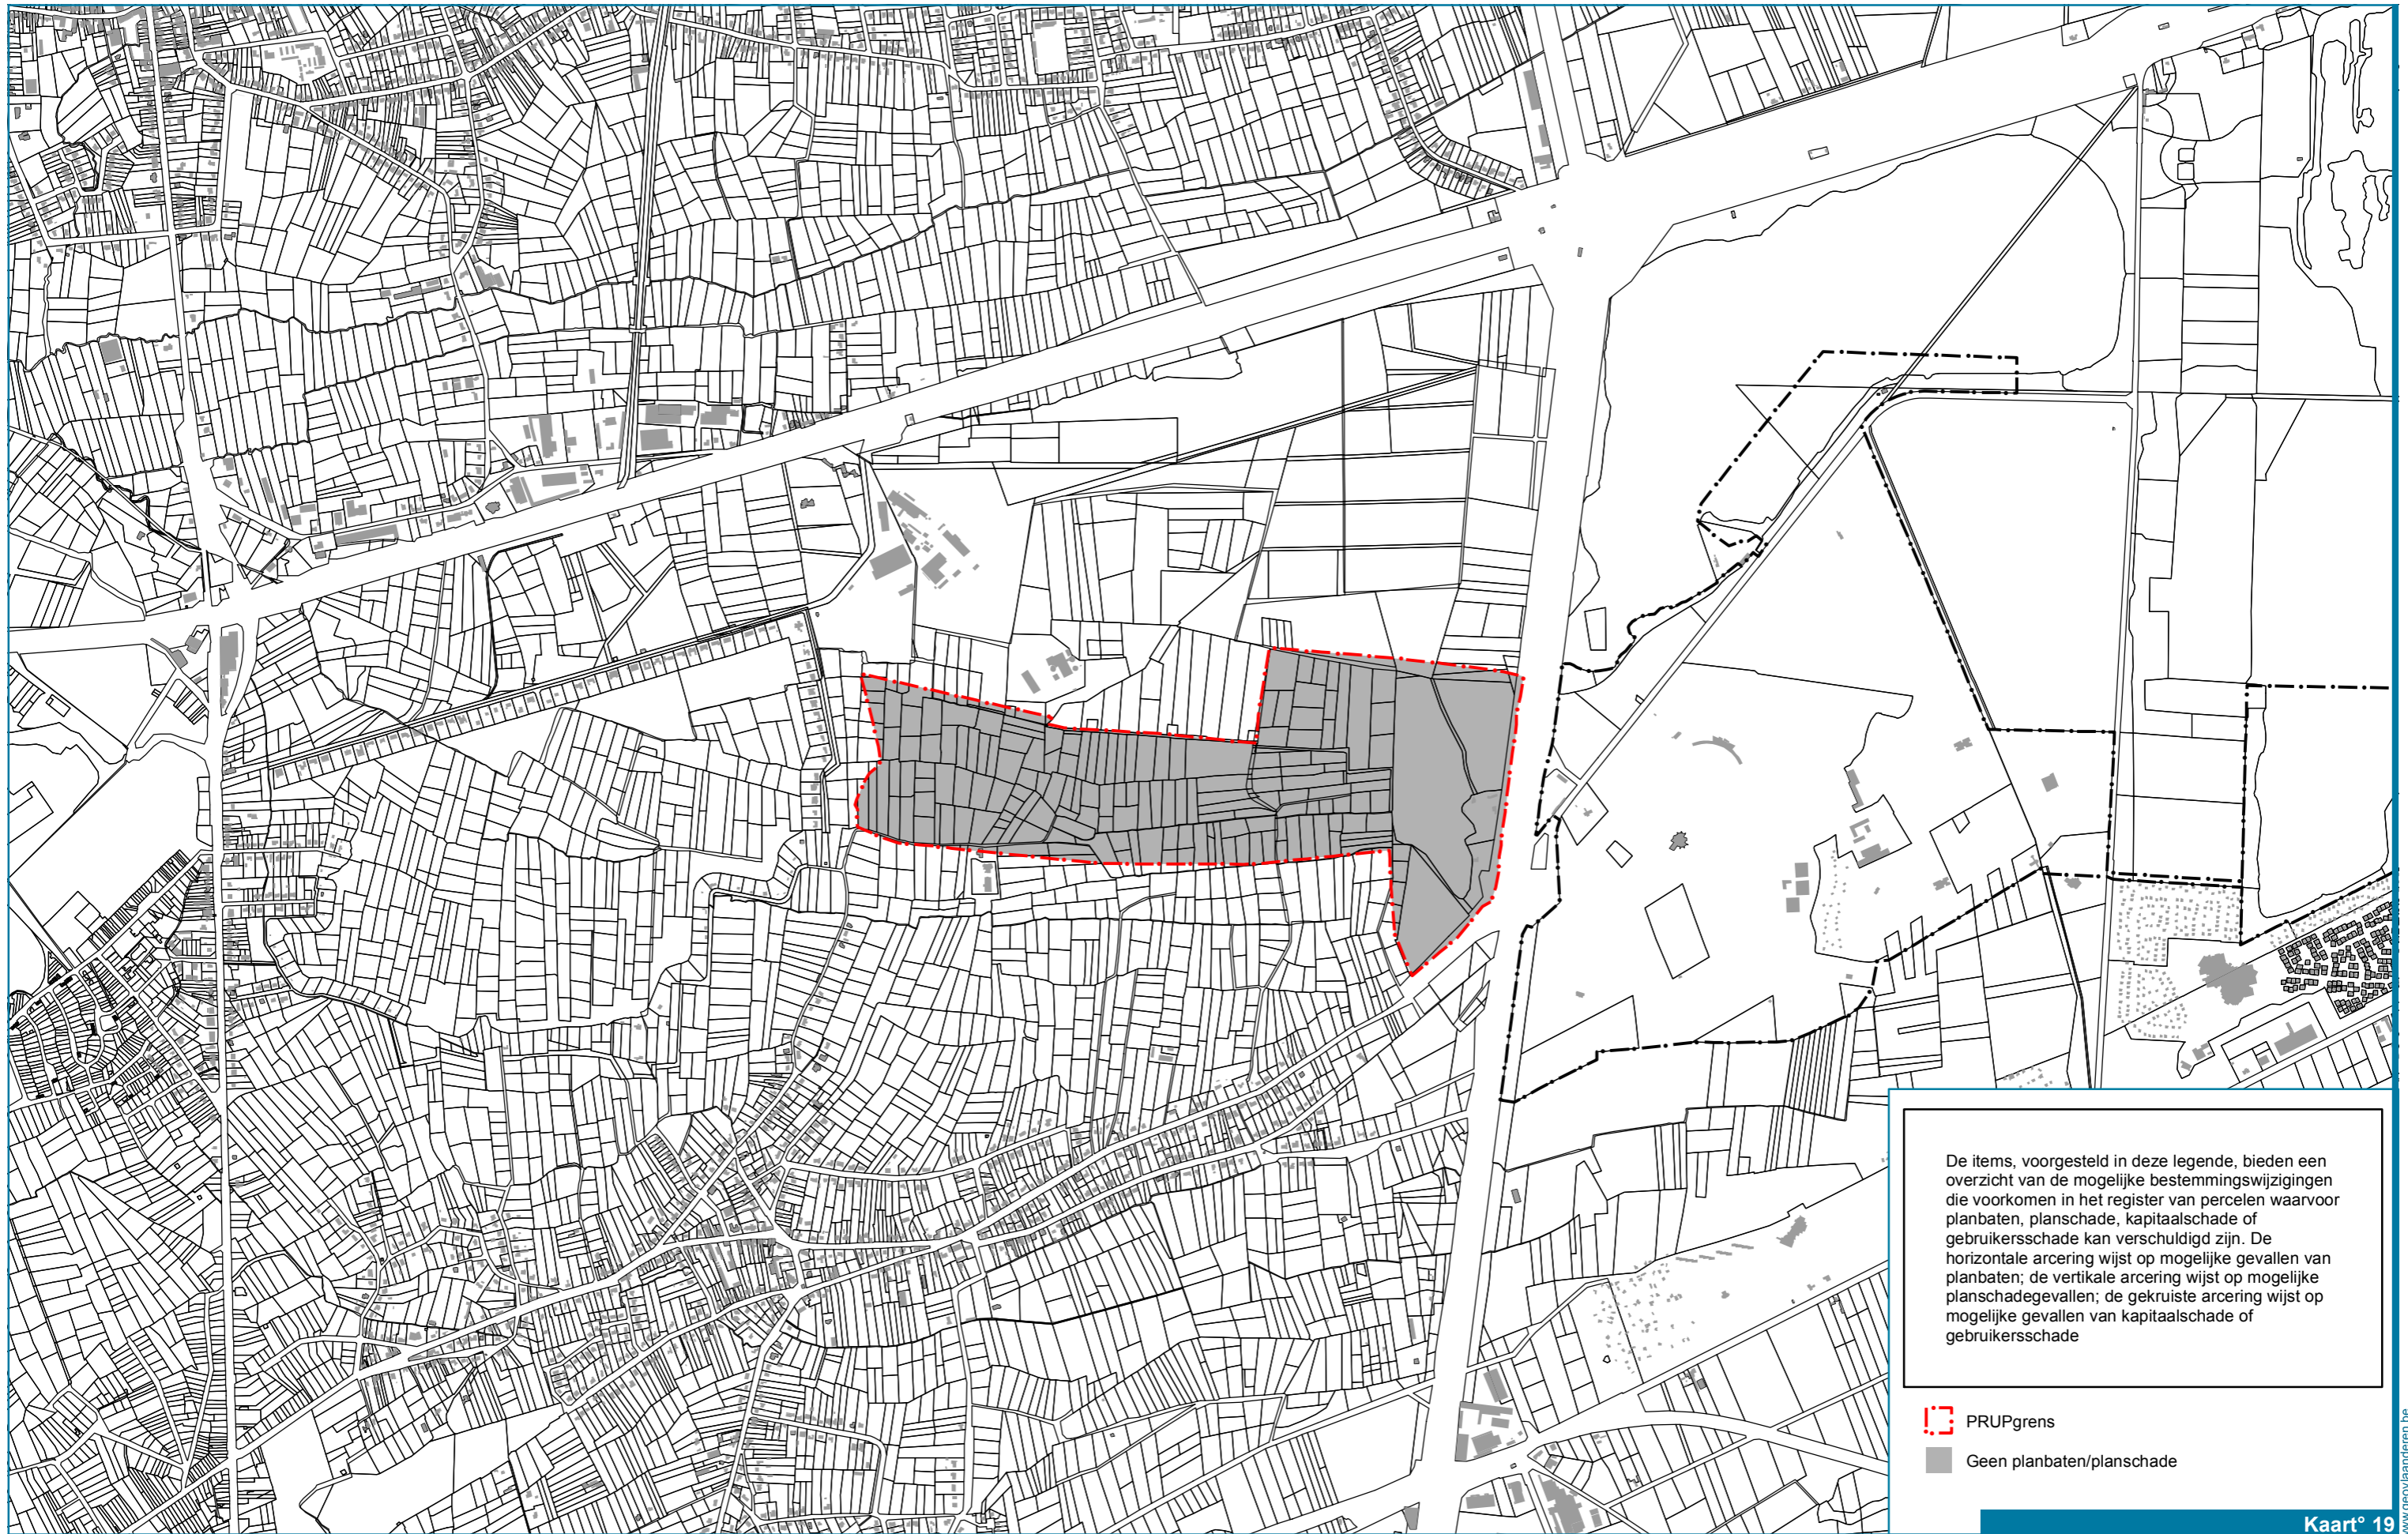 De items, voorgesteld in deze legende, bieden een
overzicht van de mogelijke bestemmingswijzigingen
die voorkomen in het register van percelen waarvoor
planbaten, planschade, kapitaalschade of
gebruikersschade kan verschuldigd zijn. De
horizontale arcering wijst op mogelijke gevallen van
planbaten; de vertikale arcering wijst op mogelijke
planschadegevallen; de gekruiste arcering wijst op
mogelijke gevallen van kapitaalschade of
gebruikersschade
PRUPgrens
Geen planbaten/planschade
Kaart° 19